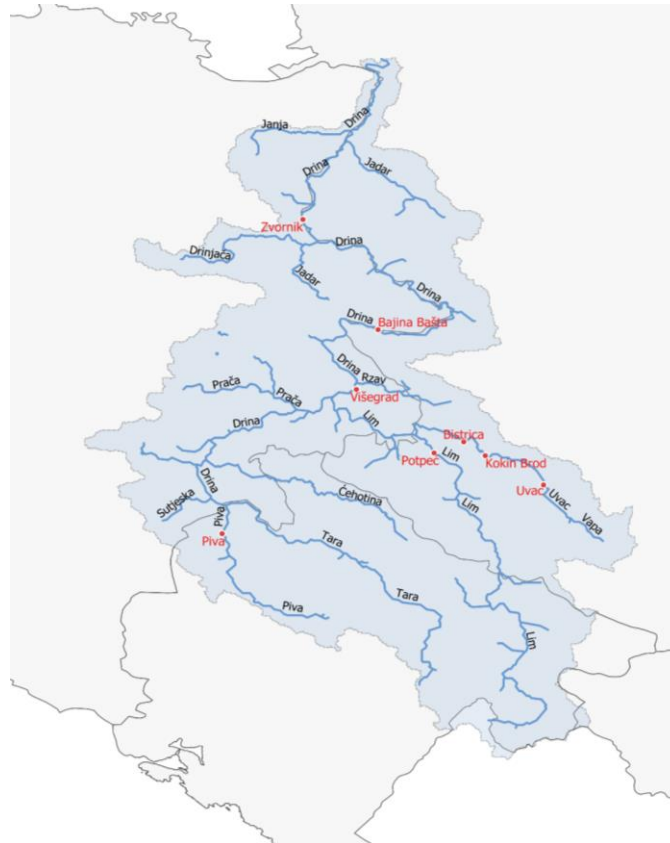 Drina
Janja
Drina
Jadar
Zvornik
Drina
Drinjača
Jadar
Drina
Drina
Bajina Bašta
Drina
Rzav
Prača
Prača
Višegrad
Drina
Lim
Bistrica
Potpeć
Lim
Kokin Brod
Drina
Čehotina
Uvac
Uvac
Lim
Sutjeska
Piva
Vapa
Piva
Tara
Tara
Piva
Lim